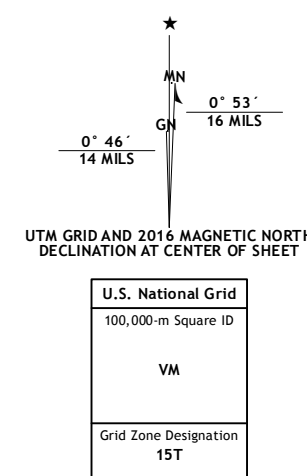 ★
MN
GN
0° 53´
16 MILS
0° 46´
14 MILS
UTM GRID AND 2016 MAGNETIC NORTH
DECLINATION AT CENTER OF SHEET
U.S. National Grid
100,000-m Square ID
VM
Grid Zone Designation
15T